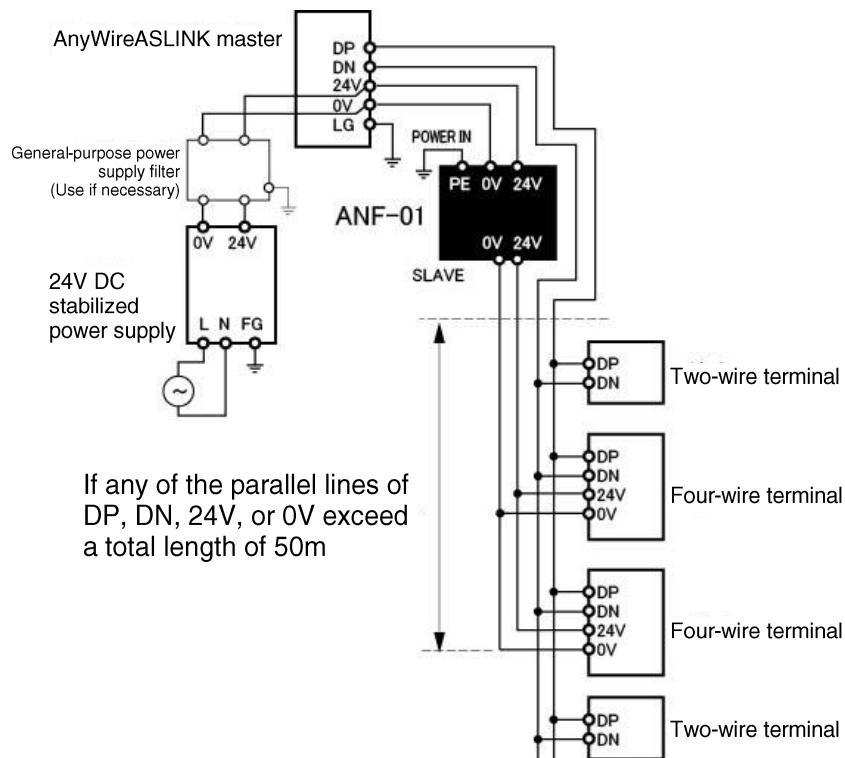 AnyWireASLINK master
DP
DN
24V
0V
LG
General-purpose power
supply filter
(Use if necessary)
POWER IN
PE 0V 24V
ANF-01
0V 24V
SLAVE
0V 24V
24V DC
stabilized
power supply
L N FG
~
If any of the parallel lines of
DP, DN, 24V, or 0V exceed
a total length of 50m
DP
DN
Two-wire terminal
DP
DN
24V
0V
Four-wire terminal
DP
DN
24V
0V
Four-wire terminal
DP
DN
Two-wire terminal